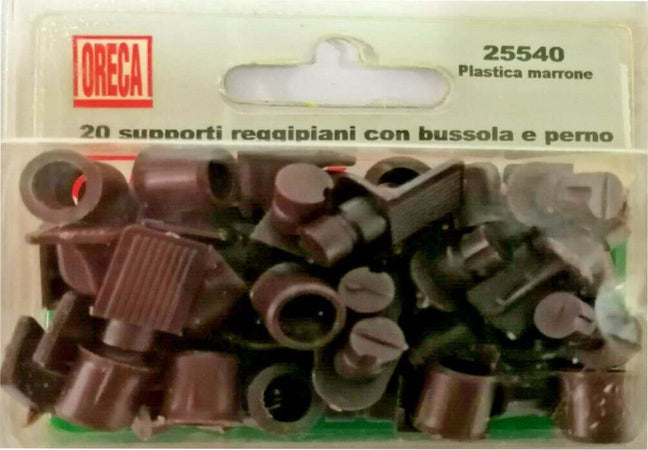 ORECA
25540
Plastica marrone
20 supporti reggipiani con bussola e perno